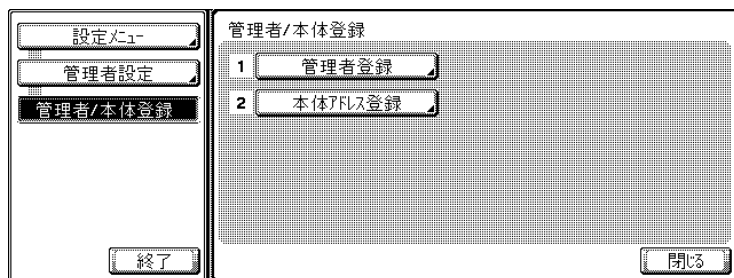 設定ﾒﾆｭｰ
管理者設定
管理者/本体登録
終了
管理者/本体登録
1 管理者登録
2 本体ｱﾄﾞﾚｽ登録
閉じる